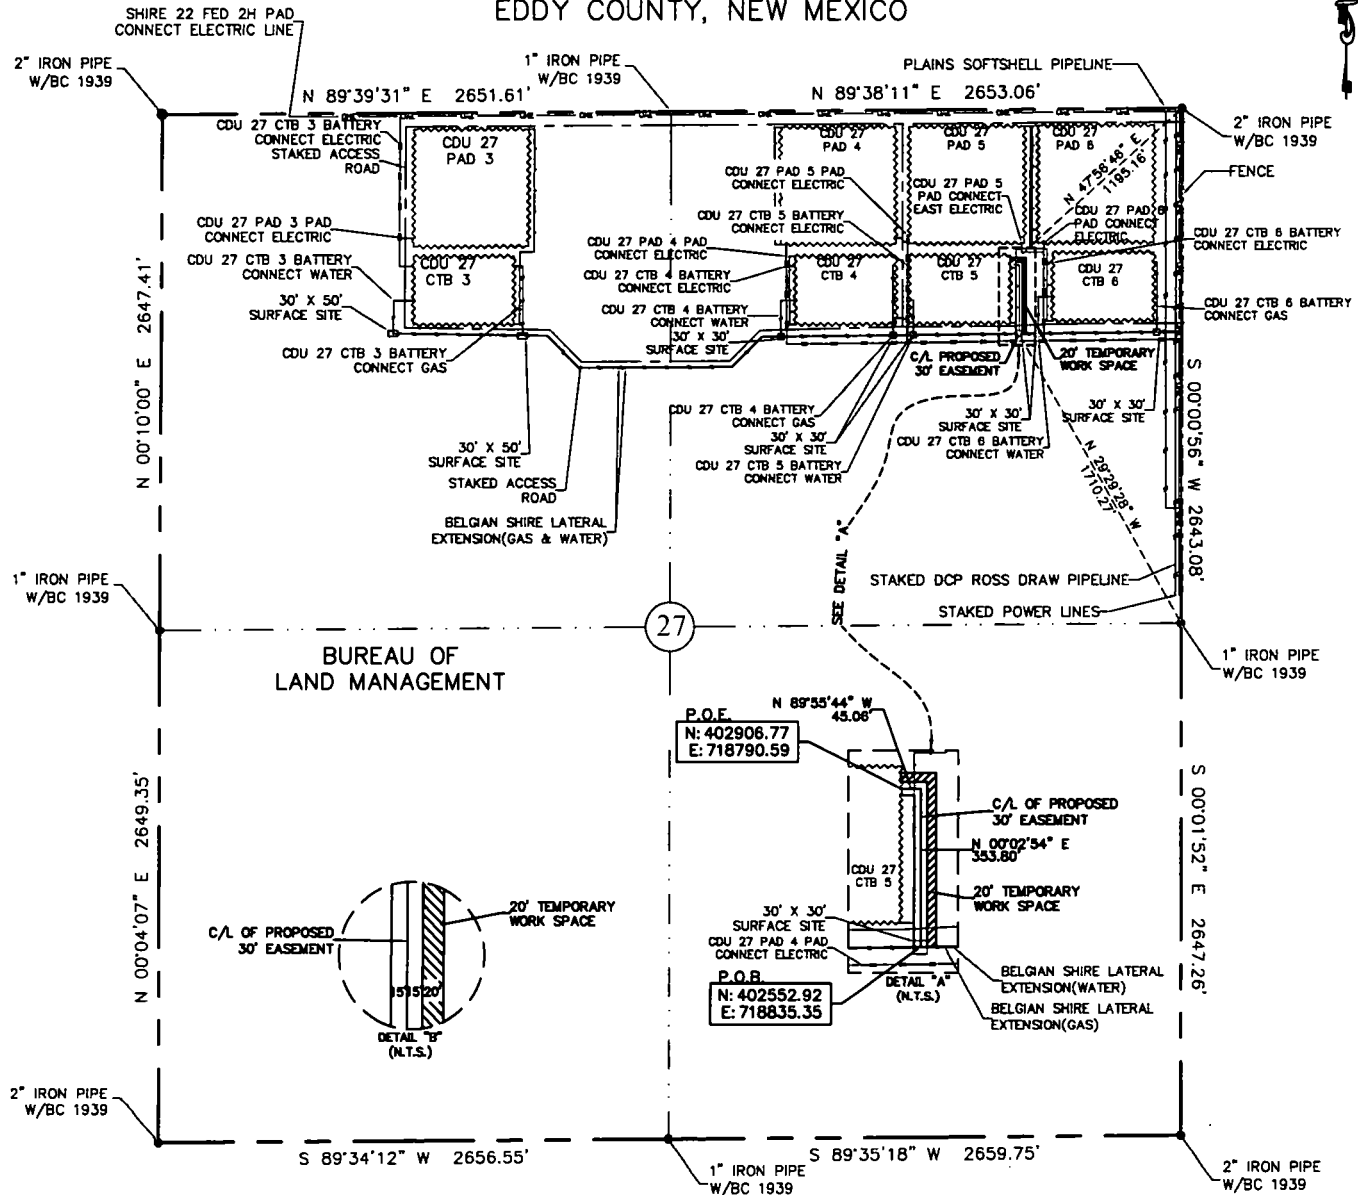 EDDY COUNTY, NEW MEXICO
SHIRE 22 FED 2H PAD
CONNECT ELECTRIC LINE
2" IRON PIPE
W/BC 1939
1" IRON PIPE
W/BC 1939
PLAINS SOFTSHELL PIPELINE
N 89°39'31" E 2651.61'
N 89°38'11" E 2653.06'
2" IRON PIPE
W/BC 1939
FENCE
CDU 27 CTB 3 BATTERY
CONNECT ELECTRIC
STAKED ACCESS
ROAD
CDU 27
PAD 3
CDU 27
PAD 4
CDU 27
PAD 5
CDU 27
PAD 6
N 47°56'46" E
1195.16'
CDU 27 PAD 5 PAD
CONNECT ELECTRIC
CDU 27 PAD 5
PAD CONNECT
EAST ELECTRIC
CDU 27 PAD 6
PAD CONNECT
ELECTRIC
CDU 27 PAD 3 PAD
CONNECT ELECTRIC
CDU 27 CTB 5 BATTERY
CONNECT ELECTRIC
CDU 27 CTB 6 BATTERY
CONNECT ELECTRIC
CDU 27 PAD 4 PAD
CONNECT ELECTRIC
CDU 27 CTB 3 BATTERY
CONNECT WATER
CDU 27
CTB 3
CDU 27 CTB 4 BATTERY
CONNECT ELECTRIC
CDU 27
CTB 4
CDU 27
CTB 5
CDU 27
CTB 6
30' X 50'
SURFACE SITE
CDU 27 CTB 4 BATTERY
CONNECT WATER
30' X 30'
SURFACE SITE
CDU 27 CTB 6 BATTERY
CONNECT GAS
CDU 27 CTB 3 BATTERY
CONNECT GAS
C/L PROPOSED
30' EASEMENT
20' TEMPORARY
WORK SPACE
N 00°10'00" E 2647.41'
S 00°00'56" W 2643.08'
CDU 27 CTB 4 BATTERY
CONNECT GAS
30' X 30'
SURFACE SITE
CDU 27 CTB 5 BATTERY
CONNECT WATER
30' X 30'
SURFACE SITE
CDU 27 CTB 6 BATTERY
CONNECT WATER
30' X 30'
SURFACE SITE
30' X 50'
SURFACE SITE
STAKED ACCESS
ROAD
BELGIAN SHIRE LATERAL
EXTENSION(GAS & WATER)
N 29°29'28" W
1710.27'
SEE DETAIL "A"
STAKED DCP ROSS DRAW PIPELINE
STAKED POWER LINES
1" IRON PIPE
W/BC 1939
27
1" IRON PIPE
W/BC 1939
BUREAU OF
LAND MANAGEMENT
P.O.E.
N: 402906.77
E: 718790.59
N 89°55'44" W
45.06'
C/L OF PROPOSED
30' EASEMENT
N 00°02'54" E
353.80'
CDU 27
CTB 5
20' TEMPORARY
WORK SPACE
30' X 30'
SURFACE SITE
CDU 27 PAD 4 PAD
CONNECT ELECTRIC
P.O.B.
N: 402552.92
E: 718835.35
DETAIL "A"
(N.T.S.)
BELGIAN SHIRE LATERAL
EXTENSION(WATER)
BELGIAN SHIRE LATERAL
EXTENSION(GAS)
N 00°04'07" E 2649.35'
S 00°01'52" E 2647.26'
20' TEMPORARY
WORK SPACE
C/L OF PROPOSED
30' EASEMENT
15' 15' 20'
DETAIL "B"
(N.T.S.)
2" IRON PIPE
W/BC 1939
S 89°34'12" W 2656.55'
1" IRON PIPE
W/BC 1939
S 89°35'18" W 2659.75'
2" IRON PIPE
W/BC 1939